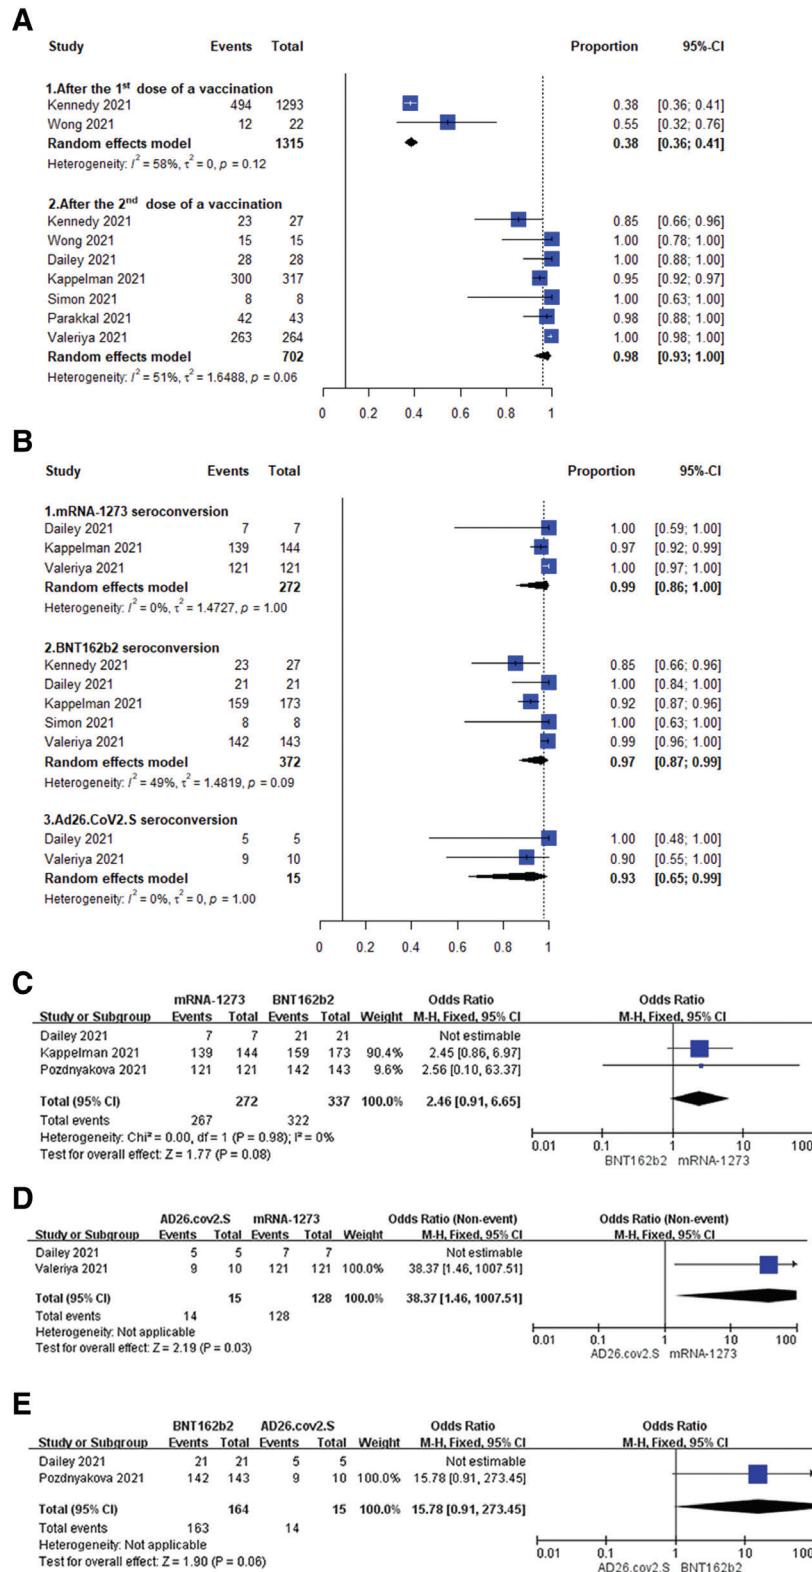 A
Study Events Total Proportion 95%-CI
1.After the 1st dose of a vaccination
Kennedy 2021 494 1293 0.38 [0.36; 0.41]
Wong 2021 12 22 0.55 [0.32; 0.76]
Random effects model 1315 0.38 [0.36; 0.41]
Heterogeneity: I2 = 58%, τ2 = 0, p = 0.12
2.After the 2nd dose of a vaccination
Kennedy 2021 23 27 0.85 [0.66; 0.96]
Wong 2021 15 15 1.00 [0.78; 1.00]
Dailey 2021 28 28 1.00 [0.88; 1.00]
Kappelman 2021 300 317 0.95 [0.92; 0.97]
Simon 2021 8 8 1.00 [0.63; 1.00]
Parakkal 2021 42 43 0.98 [0.88; 1.00]
Valeriya 2021 263 264 1.00 [0.98; 1.00]
Random effects model 702 0.98 [0.93; 1.00]
Heterogeneity: I2 = 51%, τ2 = 1.6488, p = 0.06
0 0.2 0.4 0.6 0.8 1
B
Study Events Total Proportion 95%-CI
1.mRNA-1273 seroconversion
Dailey 2021 7 7 1.00 [0.59; 1.00]
Kappelman 2021 139 144 0.97 [0.92; 0.99]
Valeriya 2021 121 121 1.00 [0.97; 1.00]
Random effects model 272 0.99 [0.86; 1.00]
Heterogeneity: I2 = 0%, τ2 = 1.4727, p = 1.00
2.BNT162b2 seroconversion
Kennedy 2021 23 27 0.85 [0.66; 0.96]
Dailey 2021 21 21 1.00 [0.84; 1.00]
Kappelman 2021 159 173 0.92 [0.87; 0.96]
Simon 2021 8 8 1.00 [0.63; 1.00]
Valeriya 2021 142 143 0.99 [0.96; 1.00]
Random effects model 372 0.97 [0.87; 0.99]
Heterogeneity: I2 = 49%, τ2 = 1.4819, p = 0.09
3.Ad26.CoV2.S seroconversion
Dailey 2021 5 5 1.00 [0.48; 1.00]
Valeriya 2021 9 10 0.90 [0.55; 1.00]
Random effects model 15 0.93 [0.65; 0.99]
Heterogeneity: I2 = 0%, τ2 = 0, p = 1.00
0 0.2 0.4 0.6 0.8 1
C
mRNA-1273 BNT162b2 Odds Ratio Odds Ratio
Study or Subgroup Events Total Events Total Weight M-H, Fixed, 95% CI M-H, Fixed, 95% CI
Dailey 2021 7 7 21 21 Not estimable
Kappelman 2021 139 144 159 173 90.4% 2.45 [0.86, 6.97]
Pozdnyakova 2021 121 121 142 143 9.6% 2.56 [0.10, 63.37]
Total (95% CI) 272 337 100.0% 2.46 [0.91, 6.65]
Total events 267 322
Heterogeneity: Chi² = 0.00, df = 1 (P = 0.98); I² = 0%
Test for overall effect: Z = 1.77 (P = 0.08)
0.01 0.1 1 10 100
BNT162b2 mRNA-1273
D
AD26.cov2.S mRNA-1273 Odds Ratio (Non-event) Odds Ratio (Non-event)
Study or Subgroup Events Total Events Total Weight M-H, Fixed, 95% CI M-H, Fixed, 95% CI
Dailey 2021 5 5 7 7 Not estimable
Valeriya 2021 9 10 121 121 100.0% 38.37 [1.46, 1007.51]
Total (95% CI) 15 128 100.0% 38.37 [1.46, 1007.51]
Total events 14 128
Heterogeneity: Not applicable
Test for overall effect: Z = 2.19 (P = 0.03)
0.01 0.1 1 10 100
AD26.cov2.S mRNA-1273
E
BNT162b2 AD26.cov2.S Odds Ratio Odds Ratio
Study or Subgroup Events Total Events Total Weight M-H, Fixed, 95% CI M-H, Fixed, 95% CI
Dailey 2021 21 21 5 5 Not estimable
Pozdnyakova 2021 142 143 9 10 100.0% 15.78 [0.91, 273.45]
Total (95% CI) 164 15 100.0% 15.78 [0.91, 273.45]
Total events 163 14
Heterogeneity: Not applicable
Test for overall effect: Z = 1.90 (P = 0.06)
0.01 0.1 1 10 100
AD26.cov2.S BNT162b2